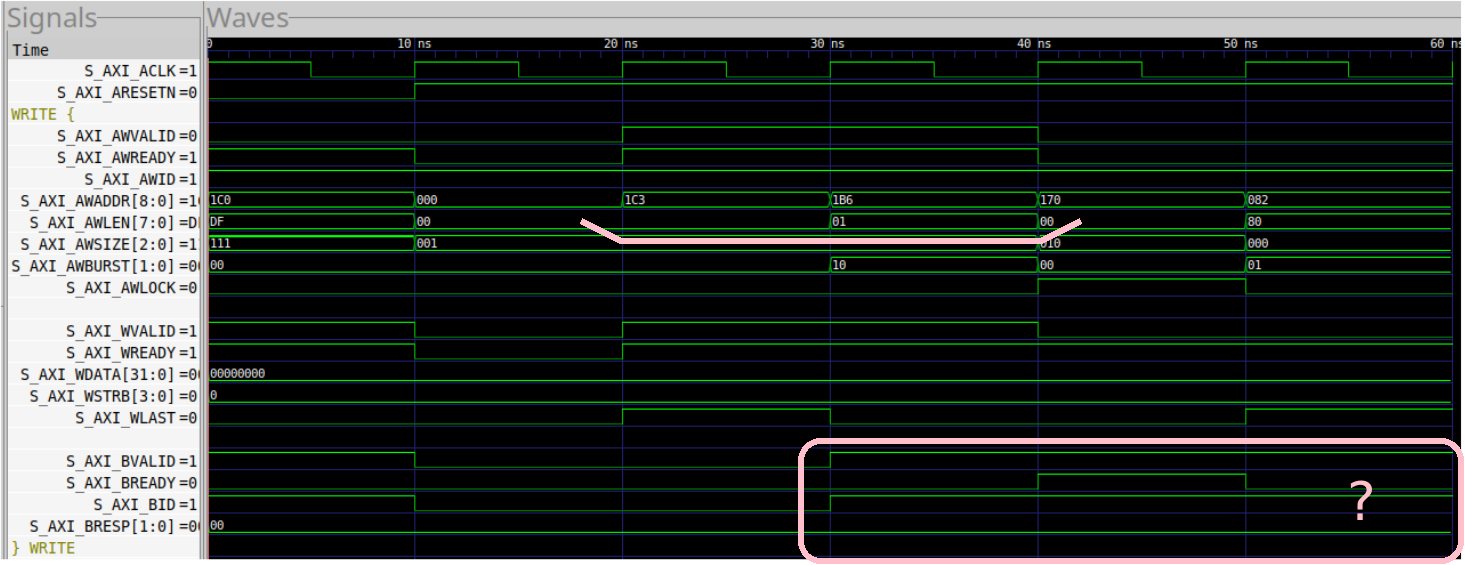 Signals Waves
Time 0 10 ns 20 ns 30 ns 40 ns 50 ns 60 ns
S_AXI_ACLK =1
S_AXI_ARESETN =0
WRITE {
S_AXI_AWVALID =0
S_AXI_AWREADY =1
S_AXI_AWID =1
S_AXI_AWADDR[8:0] =1 1C0 000 1C3 1B6 170 082
S_AXI_AWLEN[7:0] =D DF 00 01 00 80
S_AXI_AWSIZE[2:0] =1 111 001 010 000
S_AXI_AWBURST[1:0] =0 00 10 00 01
S_AXI_AWLOCK =0
S_AXI_WVALID =1
S_AXI_WREADY =1
S_AXI_WDATA[31:0] =0 00000000
S_AXI_WSTRB[3:0] =0 0
S_AXI_WLAST =0
S_AXI_BVALID =1
S_AXI_BREADY =0
S_AXI_BID =1
?
S_AXI_BRESP[1:0] =0 00
} WRITE